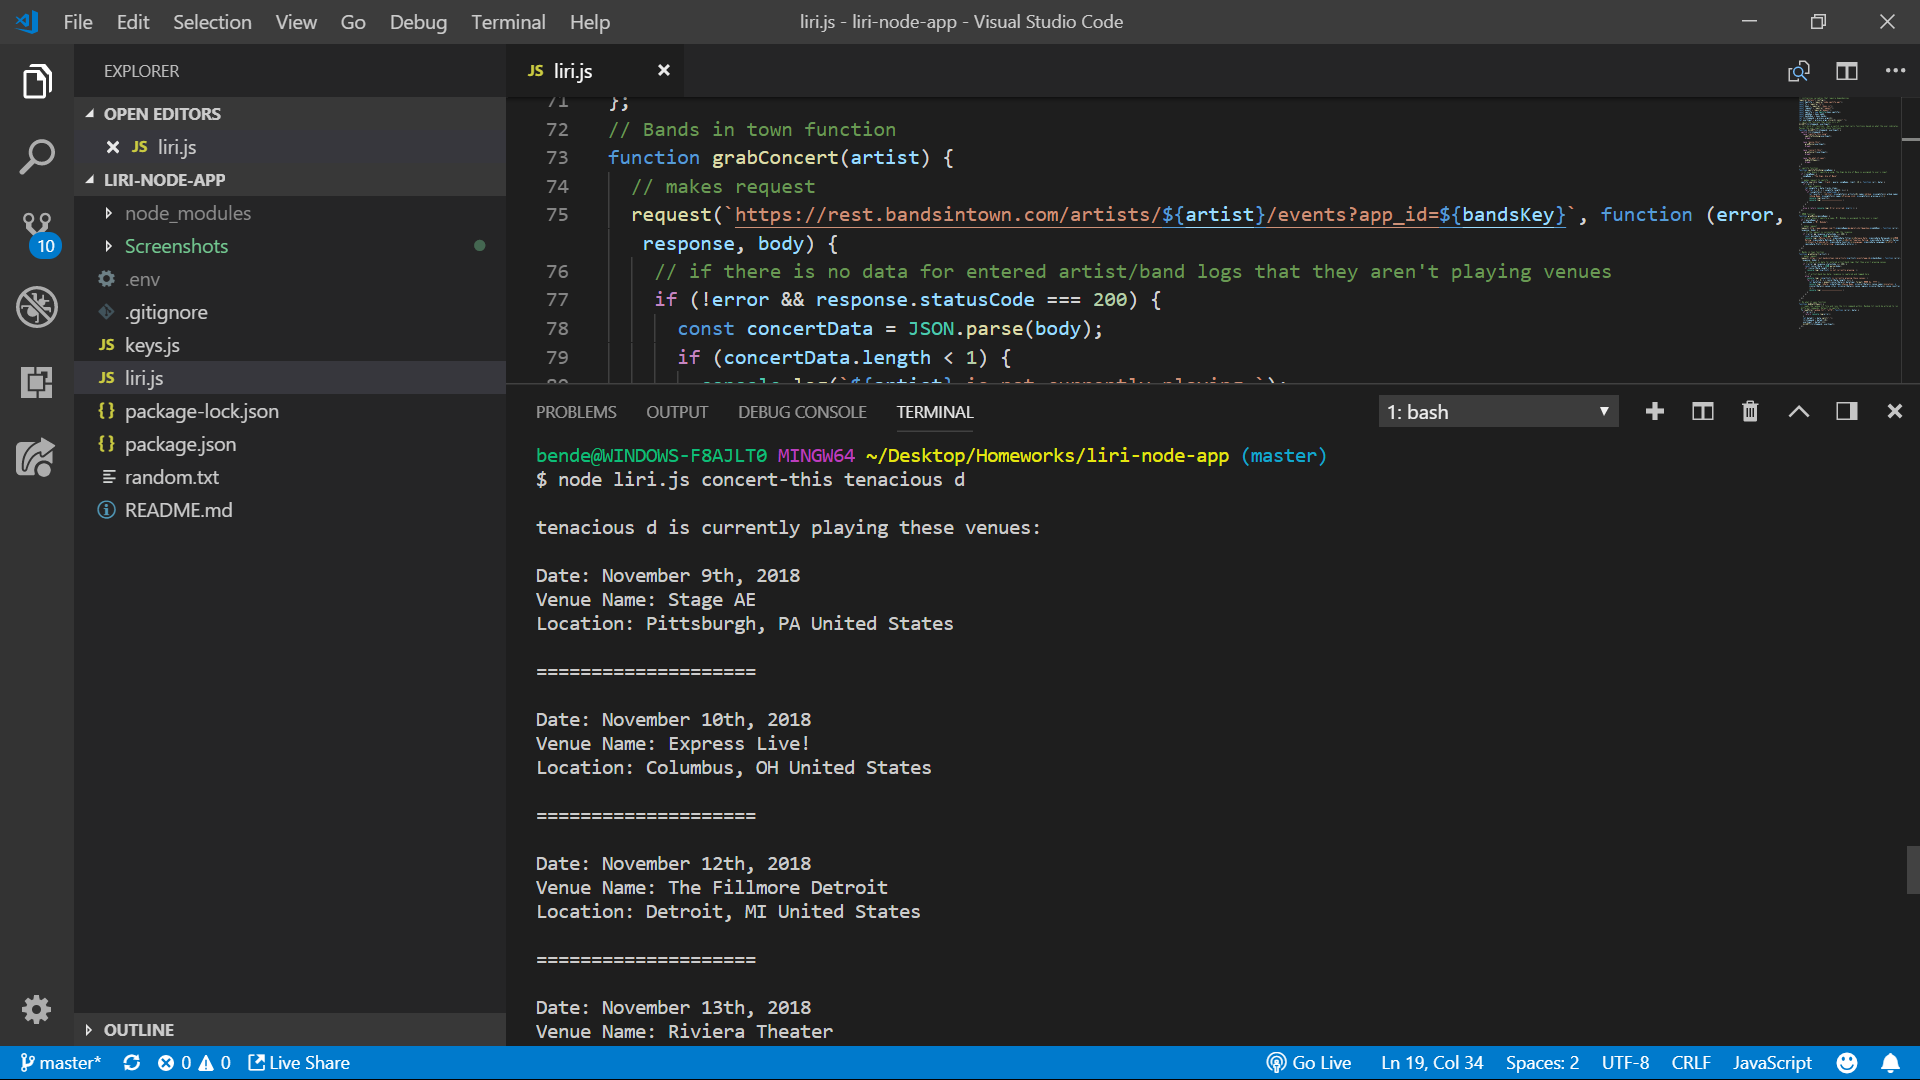 File Edit Selection View Go Debug Terminal Help
liri.js - liri-node-app - Visual Studio Code
EXPLORER
OPEN EDITORS
JS liri.js
LIRI-NODE-APP
node_modules
Screenshots
.env
.gitignore
JS keys.js
JS liri.js
{} package-lock.json
{} package.json
random.txt
README.md
OUTLINE
10
JS liri.js
71 };
72 // Bands in town function
73 function grabConcert(artist) {
74 // makes request
75 request(`https://rest.bandsintown.com/artists/${artist}/events?app_id=${bandsKey}`, function (error,
response, body) {
76 // if there is no data for entered artist/band logs that they aren't playing venues
77 if (!error && response.statusCode === 200) {
78 const concertData = JSON.parse(body);
79 if (concertData.length < 1) {
80 console.log(`${artist} is not currently playing.`);
PROBLEMS OUTPUT DEBUG CONSOLE TERMINAL
1: bash
bende@WINDOWS-F8AJLT0 MINGW64 ~/Desktop/Homeworks/liri-node-app (master)
$ node liri.js concert-this tenacious d
tenacious d is currently playing these venues:
Date: November 9th, 2018
Venue Name: Stage AE
Location: Pittsburgh, PA United States
====================
Date: November 10th, 2018
Venue Name: Express Live!
Location: Columbus, OH United States
====================
Date: November 12th, 2018
Venue Name: The Fillmore Detroit
Location: Detroit, MI United States
====================
Date: November 13th, 2018
Venue Name: Riviera Theater
master* 0 0 Live Share
Go Live Ln 19, Col 34 Spaces: 2 UTF-8 CRLF JavaScript